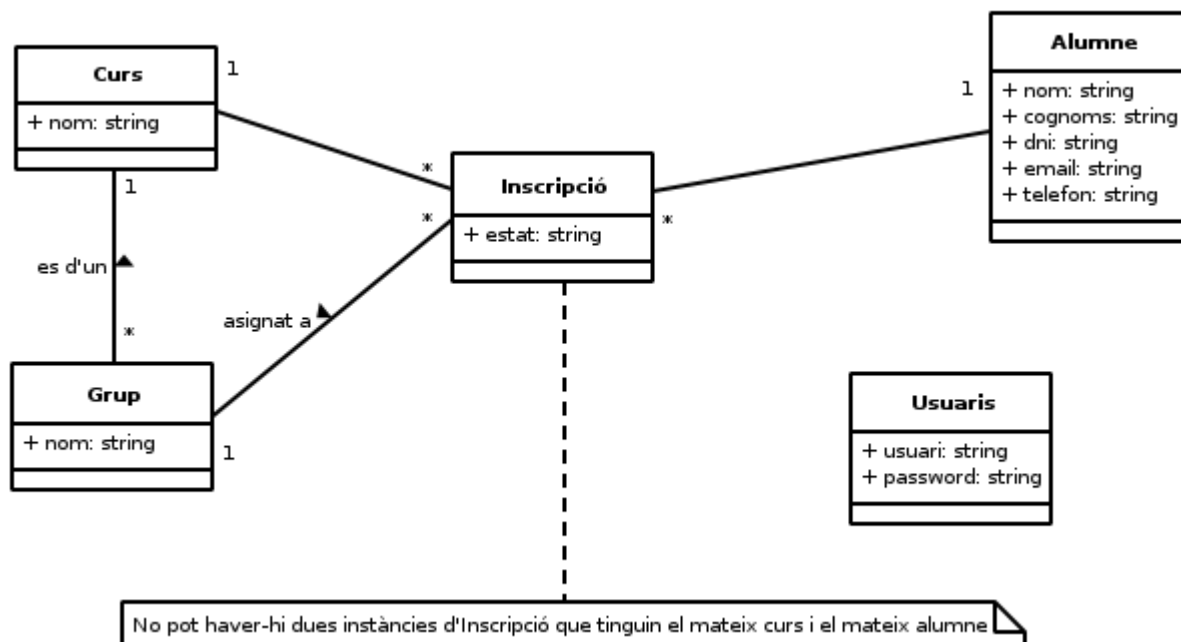 Curs
+ nom: string
1
*
1
es d'un
*
Grup
+ nom: string
1
asignat a
*
Inscripció
+ estat: string
*
1
Alumne
+ nom: string
+ cognoms: string
+ dni: string
+ email: string
+ telefon: string
Usuaris
+ usuari: string
+ password: string
No pot haver-hi dues instàncies d'Inscripció que tinguin el mateix curs i el mateix alumne